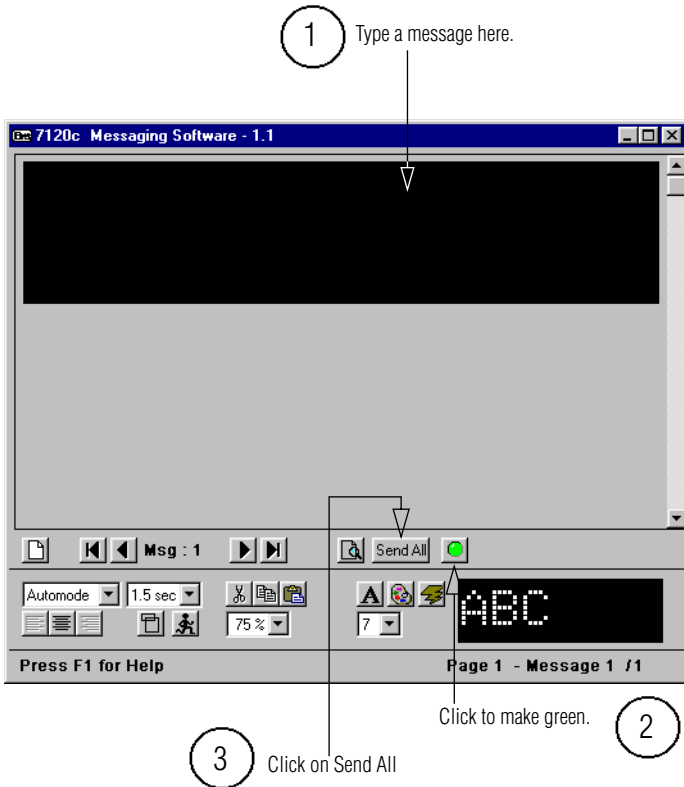 1 Type a message here.
7120c Messaging Software - 1.1
Msg : 1
Send All
Automode
1.5 sec
75 %
A
7
ABC
Press F1 for Help
Page 1 - Message 1 /1
Click to make green.
2
3 Click on Send All